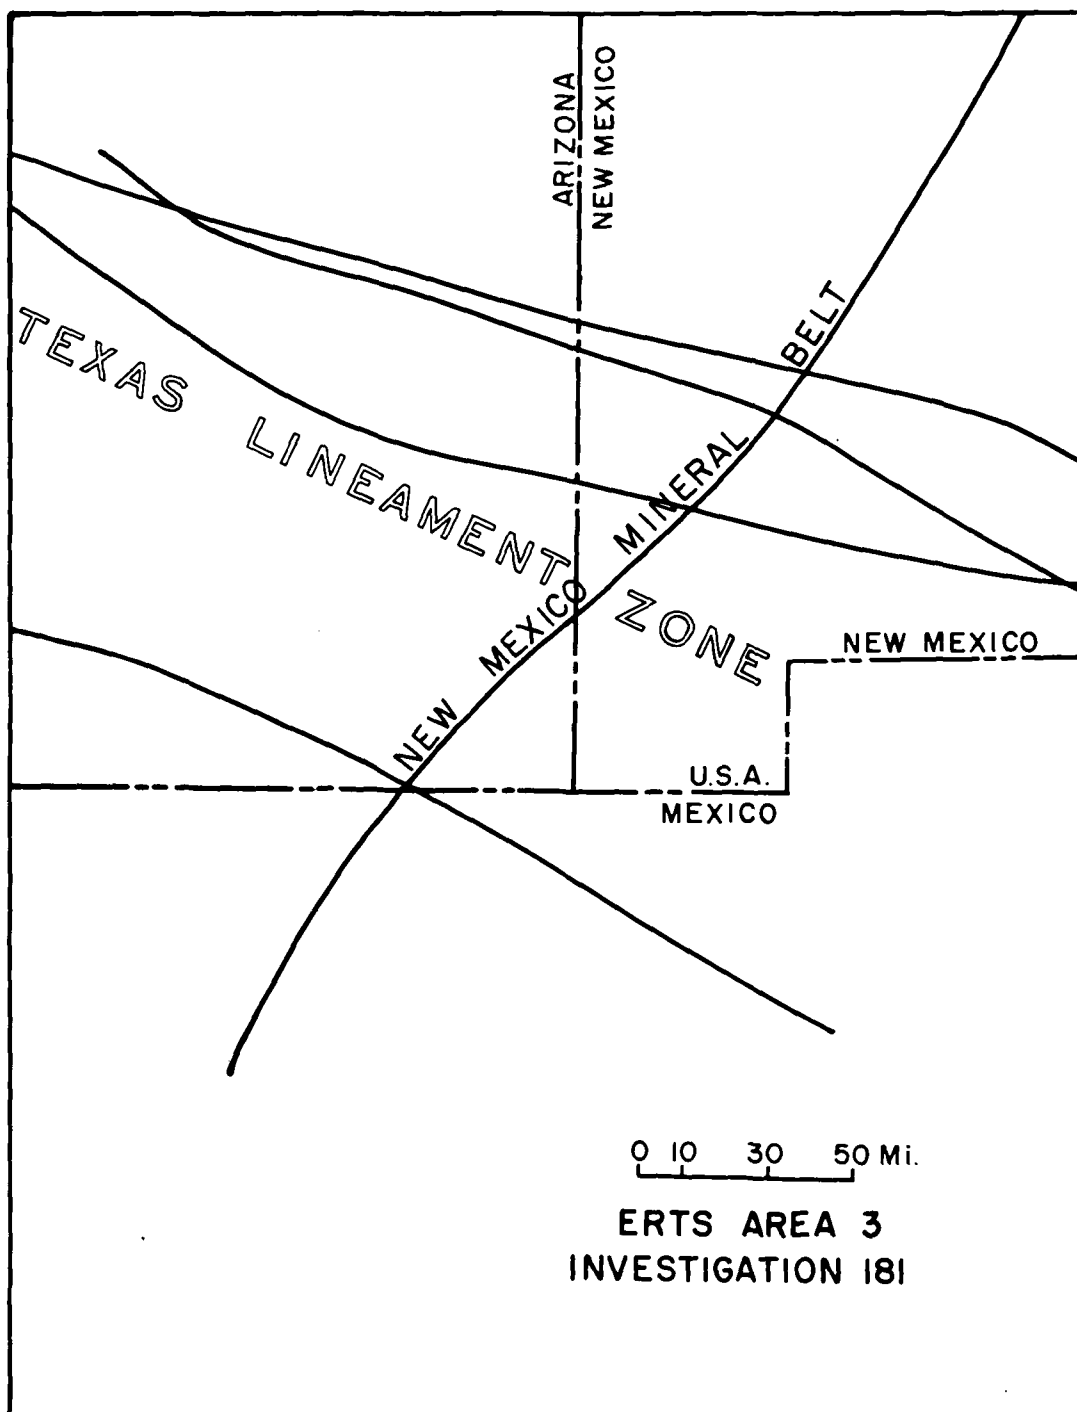 ARIZONA
NEW MEXICO
TEXAS LINEAMENT ZONE
NEW MEXICO MINERAL BELT
NEW MEXICO
U.S.A.
MEXICO
0 10 30 50 Mi.
ERTS AREA 3
INVESTIGATION 181